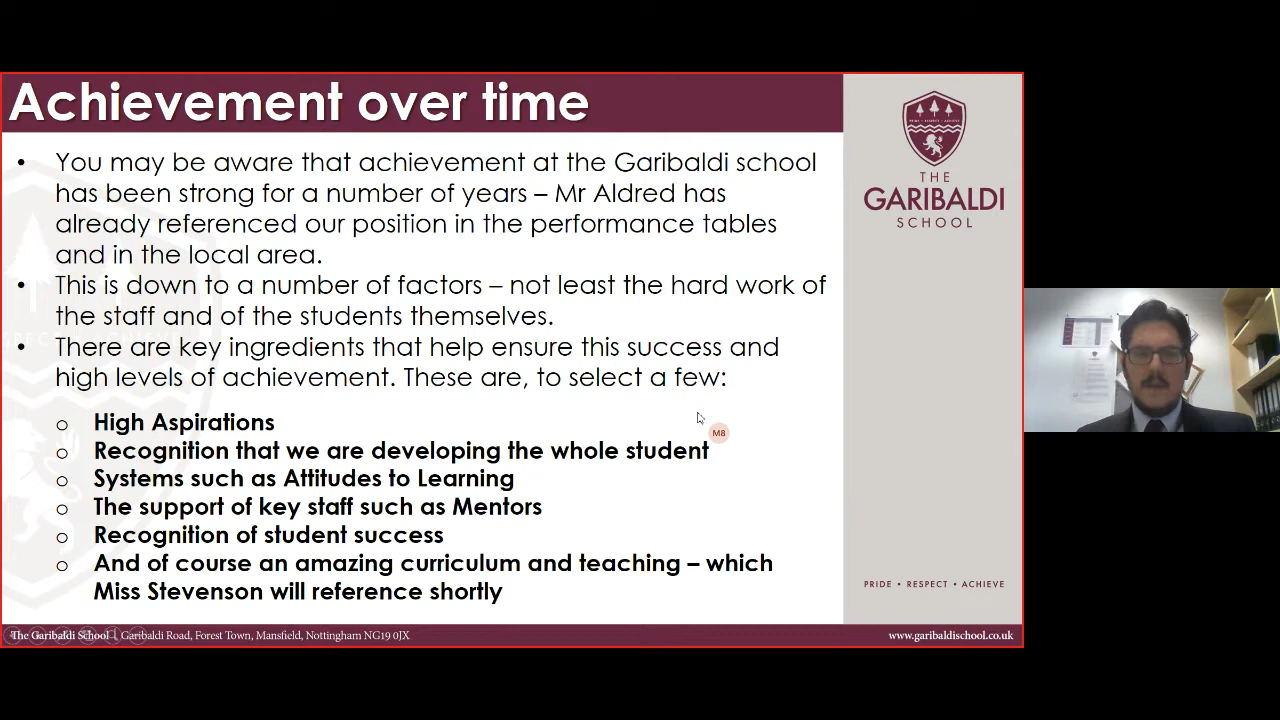 Achievement over time
• You may be aware that achievement at the Garibaldi school
has been strong for a number of years – Mr Aldred has
already referenced our position in the performance tables
and in the local area.
• This is down to a number of factors – not least the hard work of
the staff and of the students themselves.
• There are key ingredients that help ensure this success and
high levels of achievement. These are, to select a few:
o High Aspirations
o Recognition that we are developing the whole student
o Systems such as Attitudes to Learning
o The support of key staff such as Mentors
o Recognition of student success
o And of course an amazing curriculum and teaching – which
Miss Stevenson will reference shortly
M8
PRIDE • RESPECT • ACHIEVE
THE
GARIBALDI
SCHOOL
PRIDE • RESPECT • ACHIEVE
The Garibaldi School | Garibaldi Road, Forest Town, Mansfield, Nottingham NG19 0JX
www.garibaldischool.co.uk